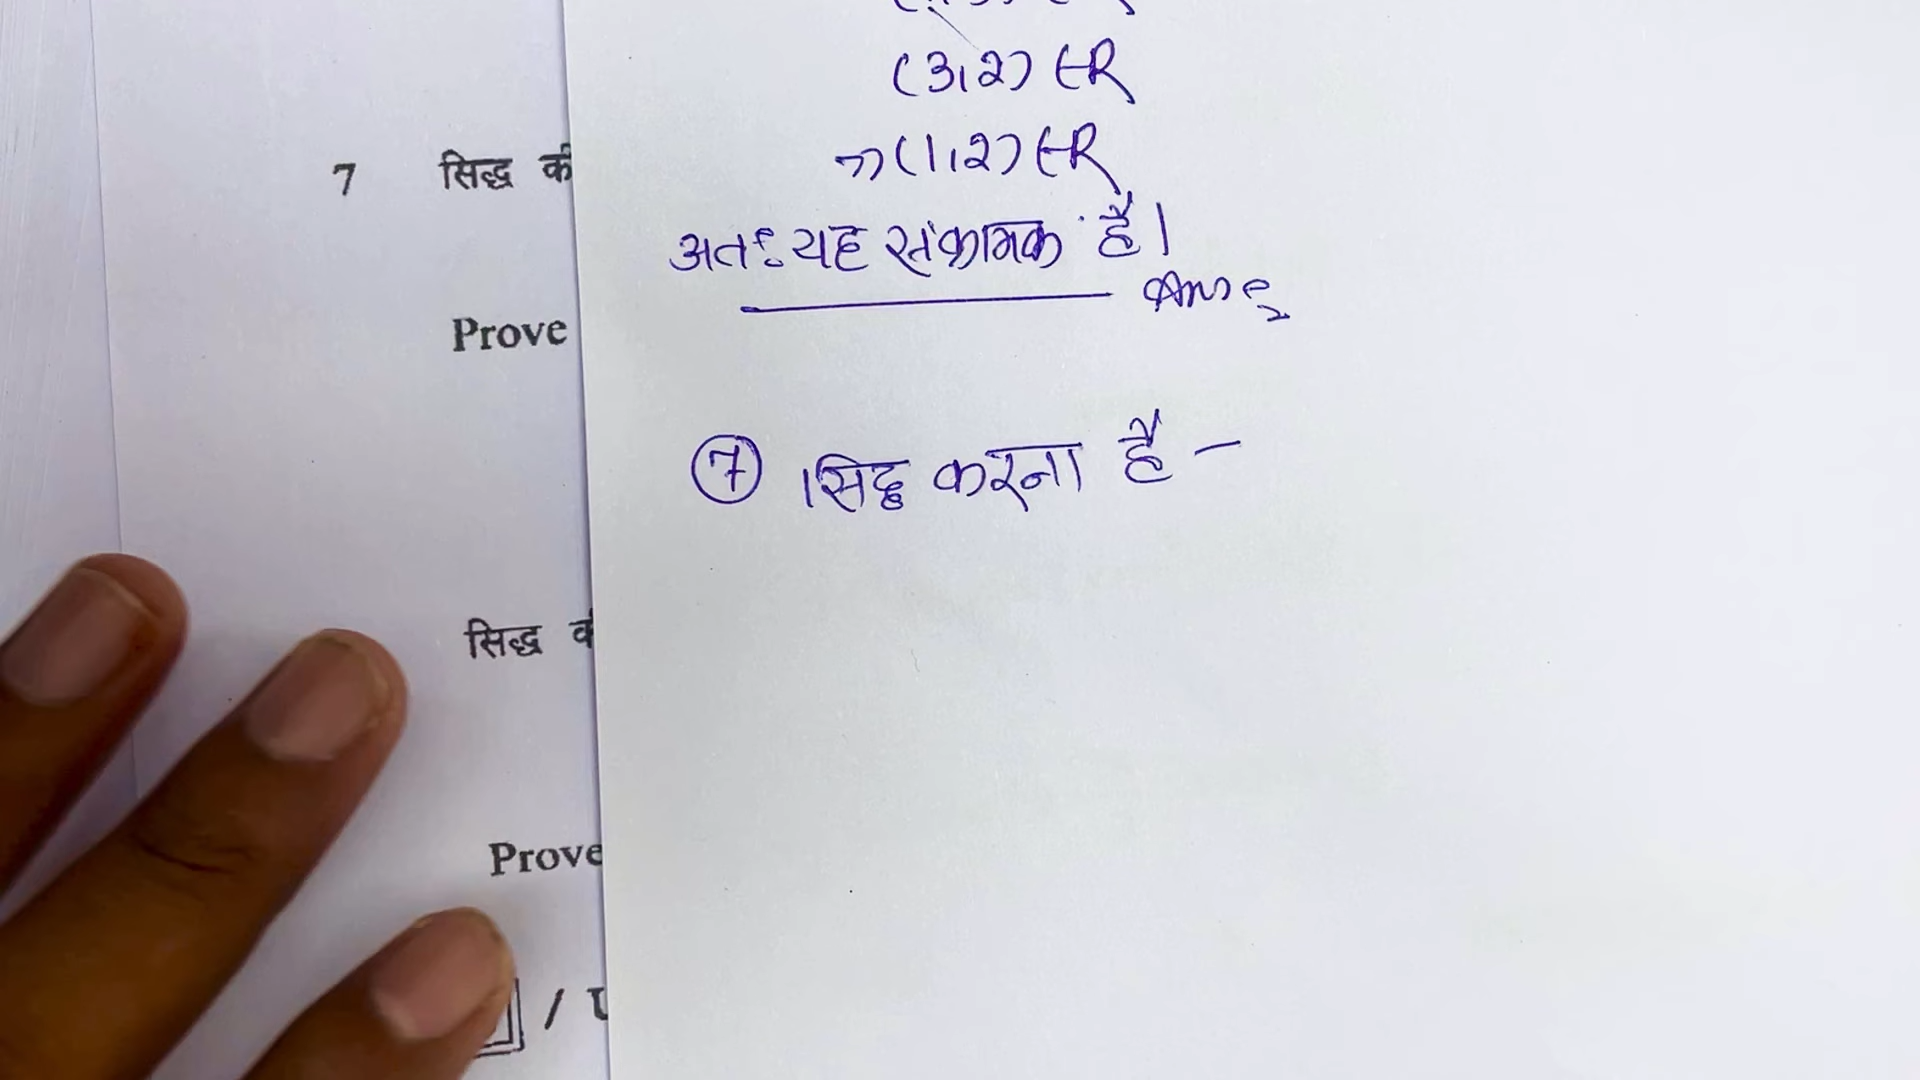 (3,2) ∈ R
⇒ (1,2) ∈ R
अतः यह संक्रामक है।
Ans
7 सिद्ध
Prove
⑦ सिद्ध करना है –
सिद्ध
Prove
/